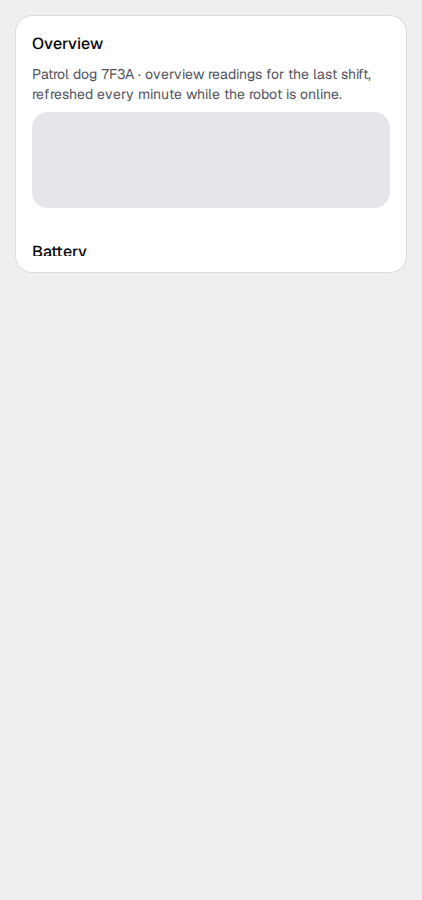 Overview
Patrol dog 7F3A · overview readings for the last shift,
refreshed every minute while the robot is online.
Battery